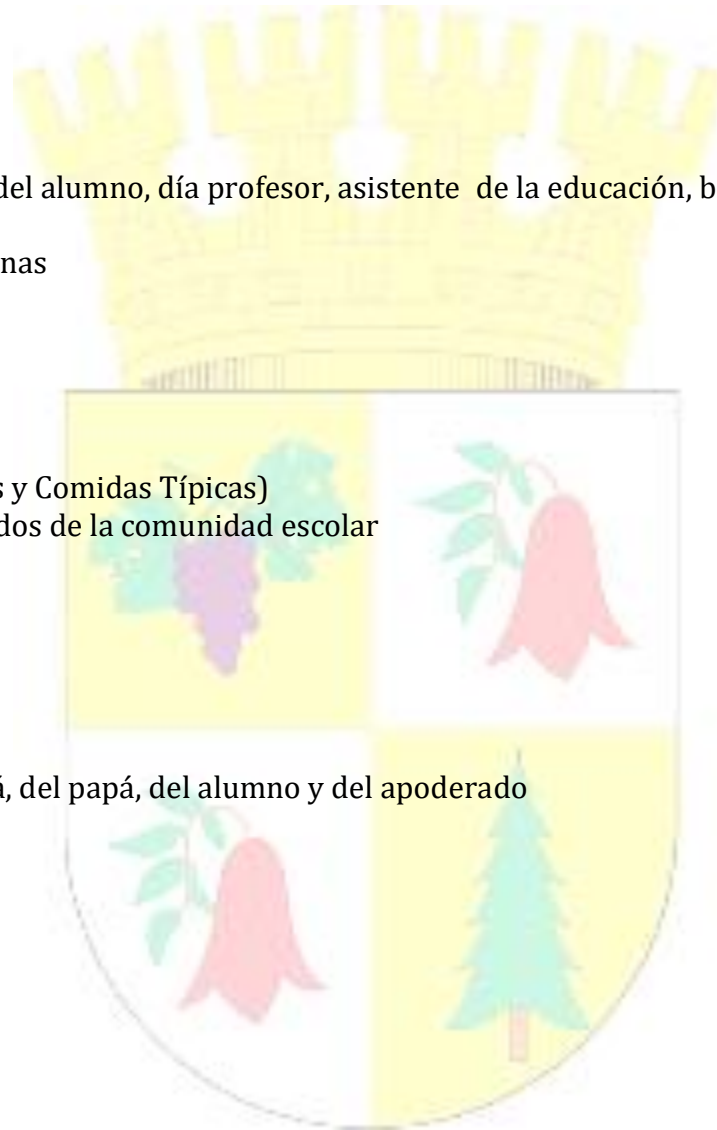 del alumno, día profesor, asistente  de la educación, b
nas
s y Comidas Típicas)
dos de la comunidad escolar
á, del papá, del alumno y del apoderado